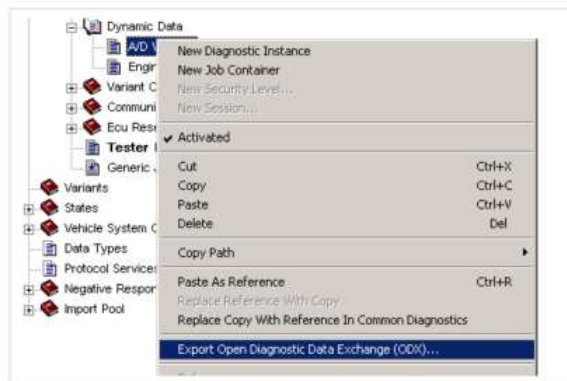 Dynamic Data
A/D
New Diagnostic Instance
Engin
New Job Container
Variant C
New Security Level...
Communi
New Session...
Ecu Rese
Activated
Tester
Generic
Cut Ctrl+X
Variants
Copy Ctrl+C
States
Paste Ctrl+V
Vehicle System C
Delete Del
Data Types
Copy Path
Protocol Services
Negative Respon
Paste As Reference Ctrl+R
Import Pool
Replace Reference With Copy
Replace Copy With Reference In Common Diagnostics
Export Open Diagnostic Data Exchange (ODX)...